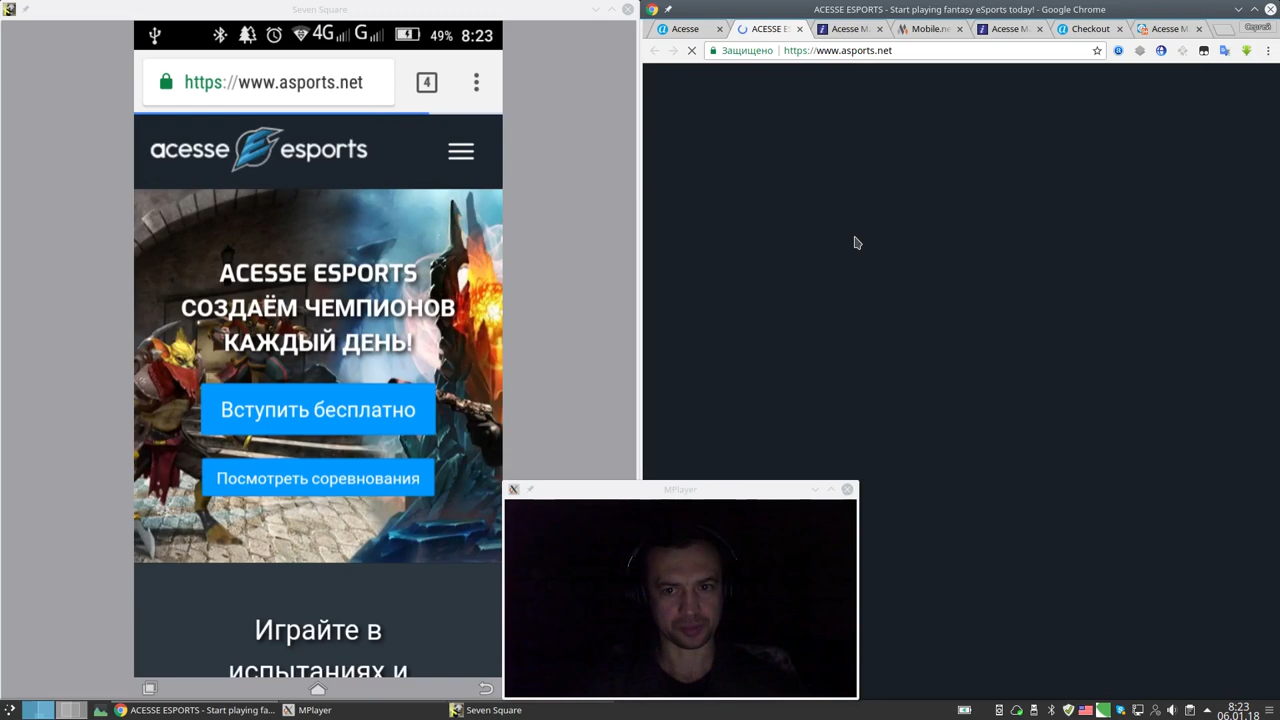 Seven Square
4G G 49% 8:23
https://www.asports.net 4
acesse esports
ACESSE ESPORTS
СОЗДАЁМ ЧЕМПИОНОВ
КАЖДЫЙ ДЕНЬ!
Вступить бесплатно
Посмотреть соревнования
Играйте в
испытаниях и
ACESSE ESPORTS - Start playing fantasy eSports today! - Google Chrome
Acesse ACESSE E Acesse M Mobile.ne Acesse M Checkout Acesse M Сергей
Защищено https://www.asports.net
MPlayer
ACESSE ESPORTS - Start playing fa... MPlayer Seven Square 8:23
06.01.18